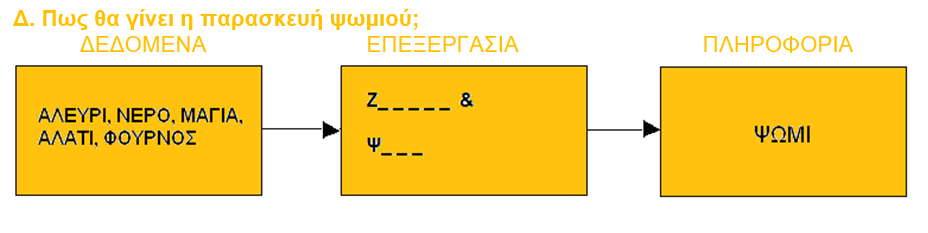 Δ. Πως θα γίνει η παρασκευή ψωμιού;
ΔΕΔΟΜΕΝΑ ΕΠΕΞΕΡΓΑΣΙΑ ΠΛΗΡΟΦΟΡΙΑ
ΑΛΕΥΡΙ, ΝΕΡΟ, ΜΑΓΙΑ,
ΑΛΑΤΙ, ΦΟΥΡΝΟΣ
Ζ_ _ _ _ _ &
Ψ_ _ _
ΨΩΜΙ